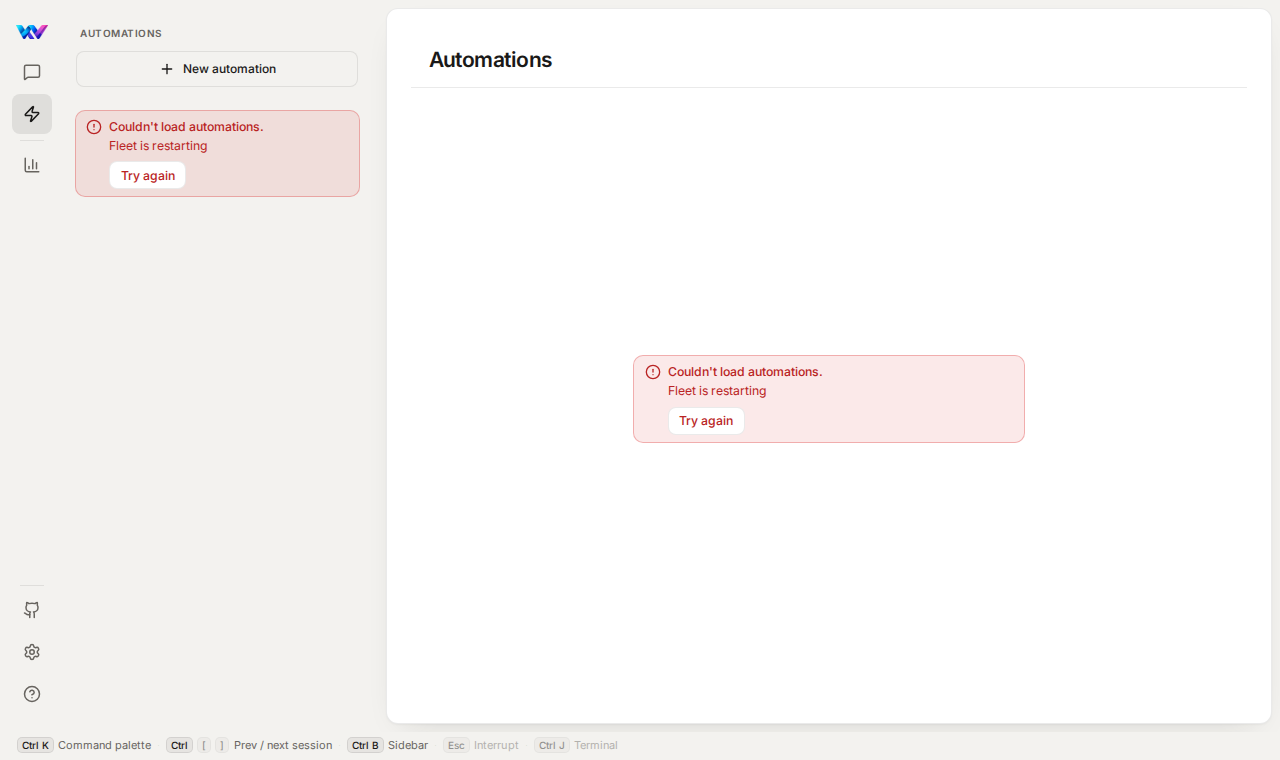 AUTOMATIONS
New automation
Couldn't load automations.
Fleet is restarting
Try again
Automations
Couldn't load automations.
Fleet is restarting
Try again
Ctrl K Command palette Ctrl [ ] Prev / next session Ctrl B Sidebar Esc Interrupt Ctrl J Terminal